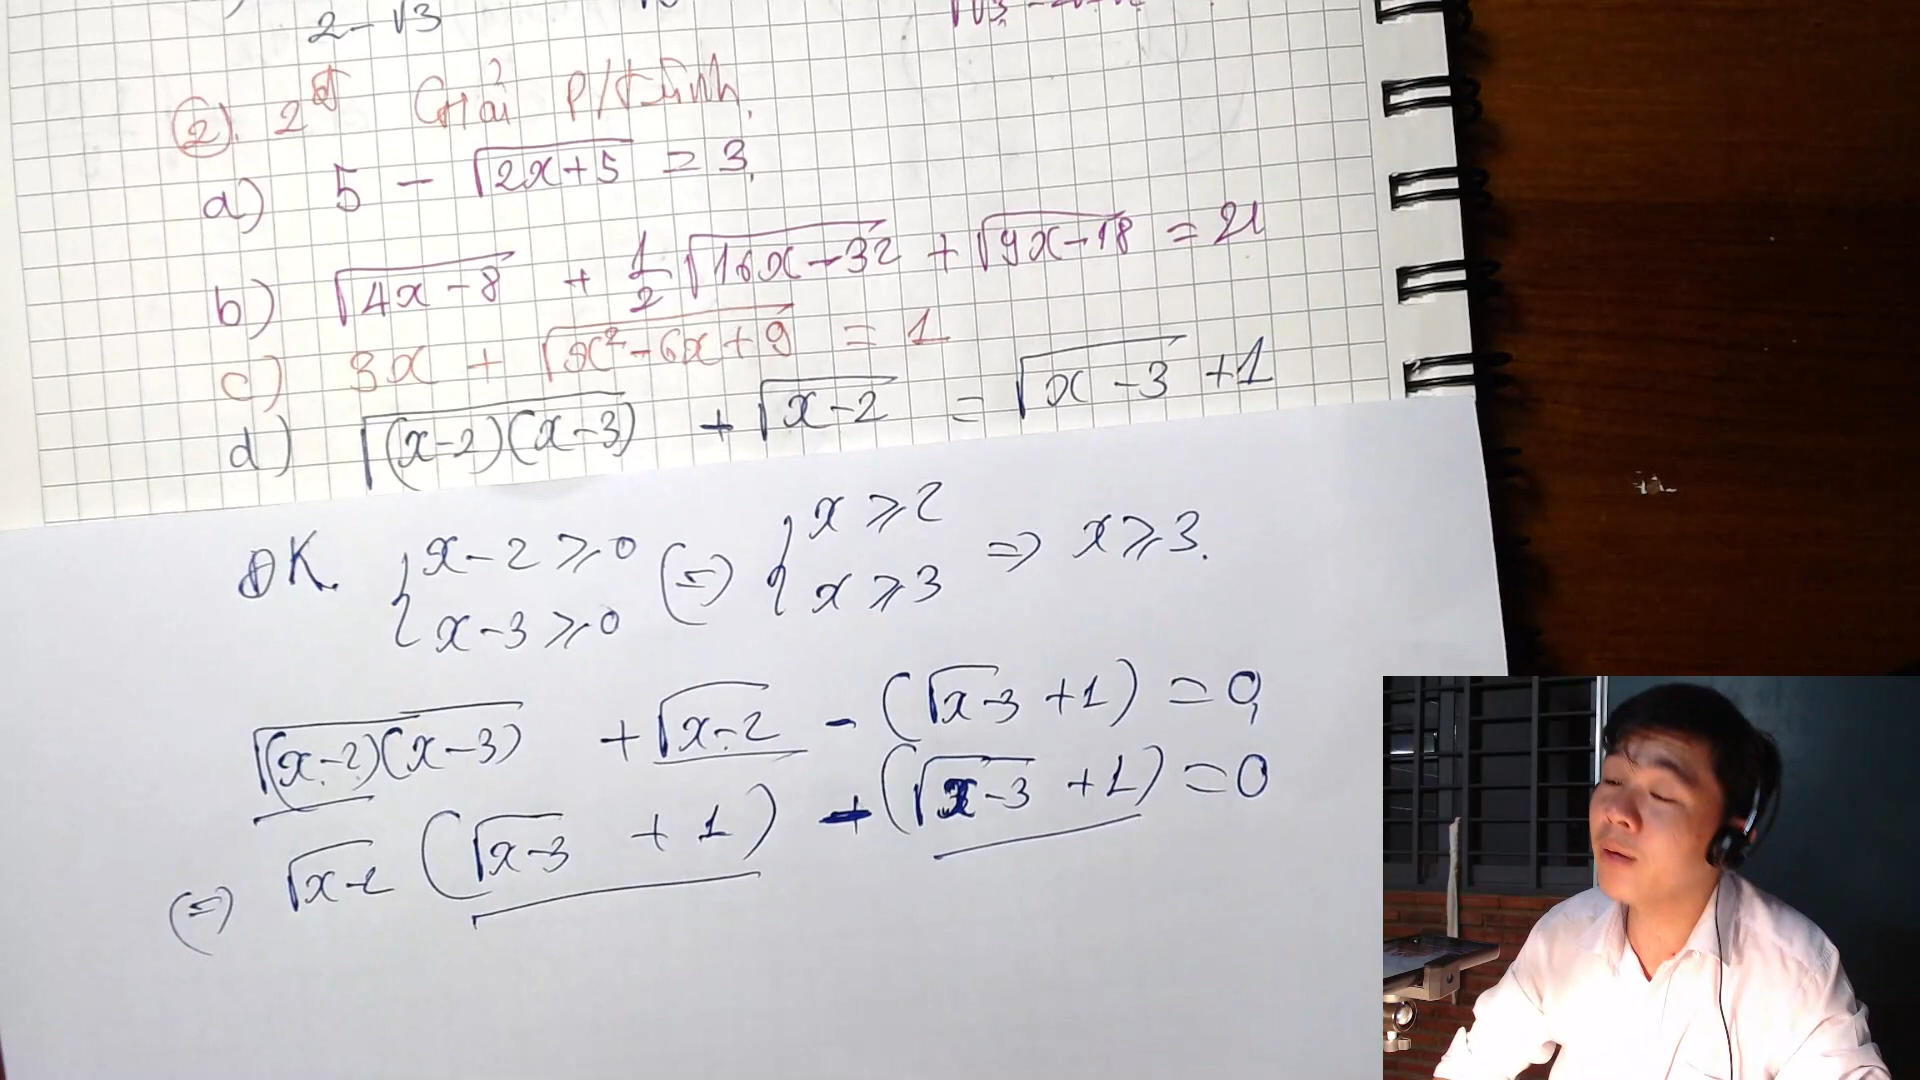 2-√3
②. 2đ Giải p/trình.
a) 5 - √(2x+5) = 3.
b) √(4x-8) + 1/2 √(16x-32) + √(9x-18) = 21
c) 3x + √(x²-6x+9) = 1
d) √((x-2)(x-3)) + √(x-2) = √(x-3) +1
ĐK. { x-2 ⩾ 0 (=) { x ⩾ 2 => x ⩾ 3.
x-3 ⩾ 0 x ⩾ 3
√((x-2)(x-3)) + √(x-2) - (√(x-3) +1) = 0
(=) √(x-2) (√(x-3) + 1) - (√(x-3) +1) = 0